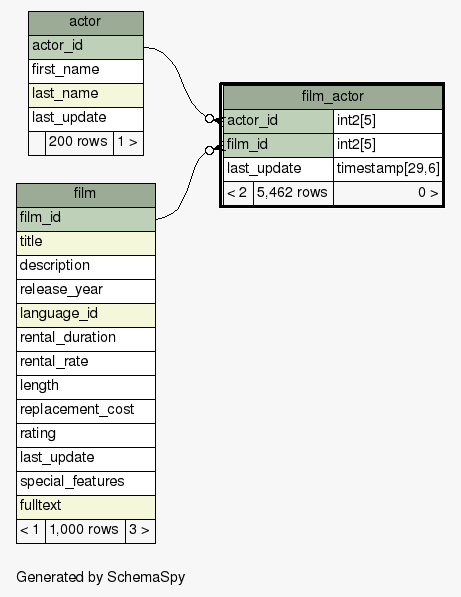 actor
actor_id
first_name
last_name
last_update
200 rows 1 >
film_actor
actor_id int2[5]
film_id int2[5]
last_update timestamp[29,6]
< 2 5,462 rows 0 >
film
film_id
title
description
release_year
language_id
rental_duration
rental_rate
length
replacement_cost
rating
last_update
special_features
fulltext
< 1 1,000 rows 3 >
Generated by SchemaSpy